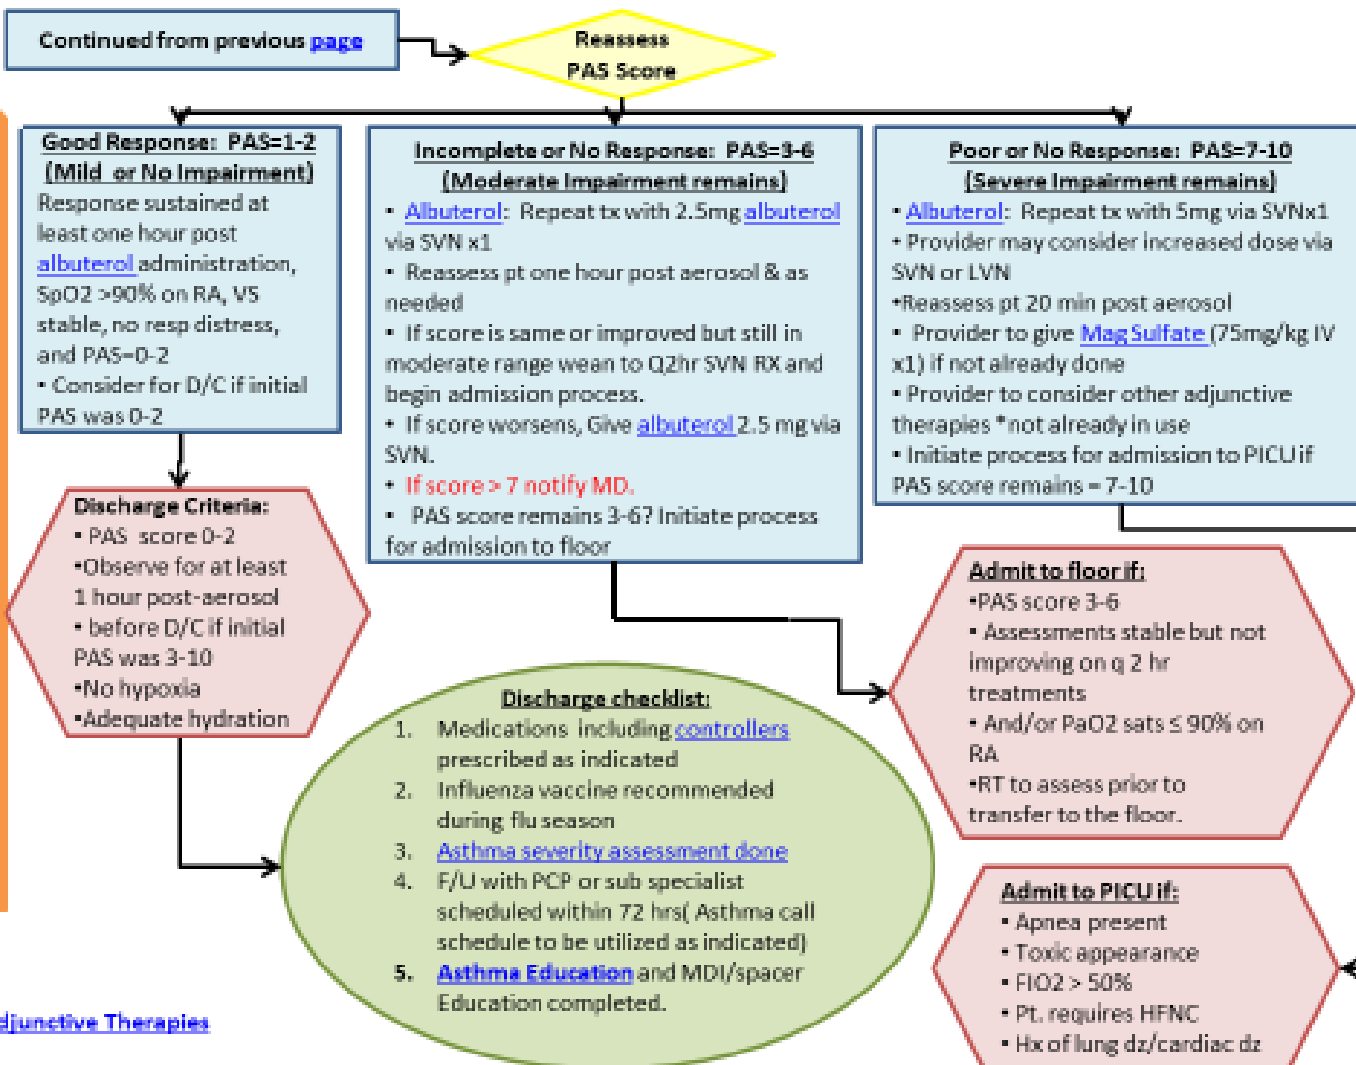 Continued from previous page
Reassess
PAS Score
Good Response: PAS=1-2
(Mild or No Impairment)
Response sustained at
least one hour post
albuterol administration,
SpO2 >90% on RA, VS
stable, no resp distress,
and PAS=0-2
• Consider for D/C if initial
PAS was 0-2
Incomplete or No Response: PAS=3-6
(Moderate Impairment remains)
• Albuterol: Repeat tx with 2.5mg albuterol
via SVN x1
• Reassess pt one hour post aerosol & as
needed
• If score is same or improved but still in
moderate range wean to Q2hr SVN RX and
begin admission process.
• If score worsens, Give albuterol 2.5 mg via
SVN.
• If score > 7 notify MD.
• PAS score remains 3-6? Initiate process
for admission to floor
Poor or No Response: PAS=7-10
(Severe Impairment remains)
• Albuterol: Repeat tx with 5mg via SVNx1
• Provider may consider increased dose via
SVN or LVN
•Reassess pt 20 min post aerosol
• Provider to give Mag Sulfate (75mg/kg IV
x1) if not already done
• Provider to consider other adjunctive
therapies *not already in use
• Initiate process for admission to PICU if
PAS score remains = 7-10
Discharge Criteria:
• PAS score 0-2
•Observe for at least
1 hour post-aerosol
• before D/C if initial
PAS was 3-10
•No hypoxia
•Adequate hydration
Discharge checklist:
1. Medications including controllers
prescribed as indicated
2. Influenza vaccine recommended
during flu season
3. Asthma severity assessment done
4. F/U with PCP or sub specialist
scheduled within 72 hrs( Asthma call
schedule to be utilized as indicated)
5. Asthma Education and MDI/spacer
Education completed.
Admit to floor if:
•PAS score 3-6
• Assessments stable but not
improving on q 2 hr
treatments
• And/or PaO2 sats ≤ 90% on
RA
•RT to assess prior to
transfer to the floor.
Admit to PICU if:
• Apnea present
• Toxic appearance
• FIO2 > 50%
• Pt. requires HFNC
• Hx of lung dz/cardiac dz
djunctive Therapies